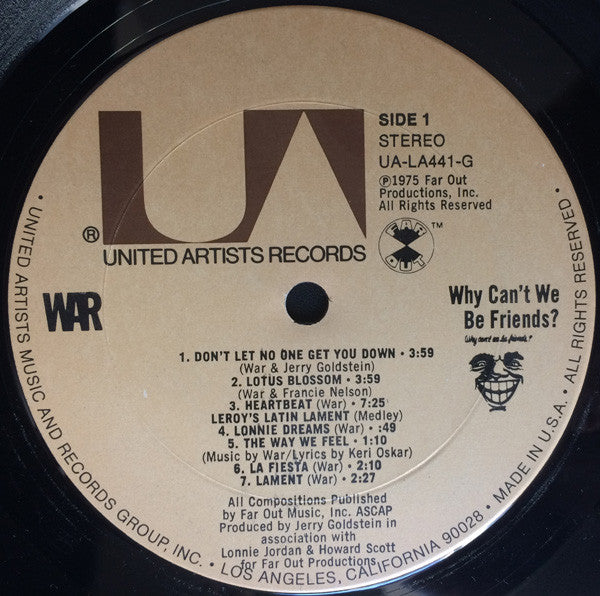 UA
® UNITED ARTISTS RECORDS
SIDE 1
STEREO
UA-LA441-G
℗1975 Far Out
Productions, Inc.
All Rights Reserved
FAR OUT ™
WAR
Why Can't We
Be Friends?
(Why can't we be friends?)
1. DON'T LET NO ONE GET YOU DOWN • 3:59
(War & Jerry Goldstein)
2. LOTUS BLOSSOM • 3:59
(War & Francie Nelson)
3. HEARTBEAT (War) • 7:25
LEROY'S LATIN LAMENT (Medley)
4. LONNIE DREAMS (War) • :49
5. THE WAY WE FEEL • 1:10
(Music by War/Lyrics by Keri Oskar)
6. LA FIESTA (War) • 2:10
7. LAMENT (War) • 2:27
All Compositions Published
by Far Out Music, Inc. ASCAP
Produced by Jerry Goldstein in
association with
Lonnie Jordan & Howard Scott
for Far Out Productions
• UNITED ARTISTS MUSIC AND RECORDS GROUP, INC. • LOS ANGELES, CALIFORNIA 90028 • MADE IN U.S.A. • ALL RIGHTS RESERVED •